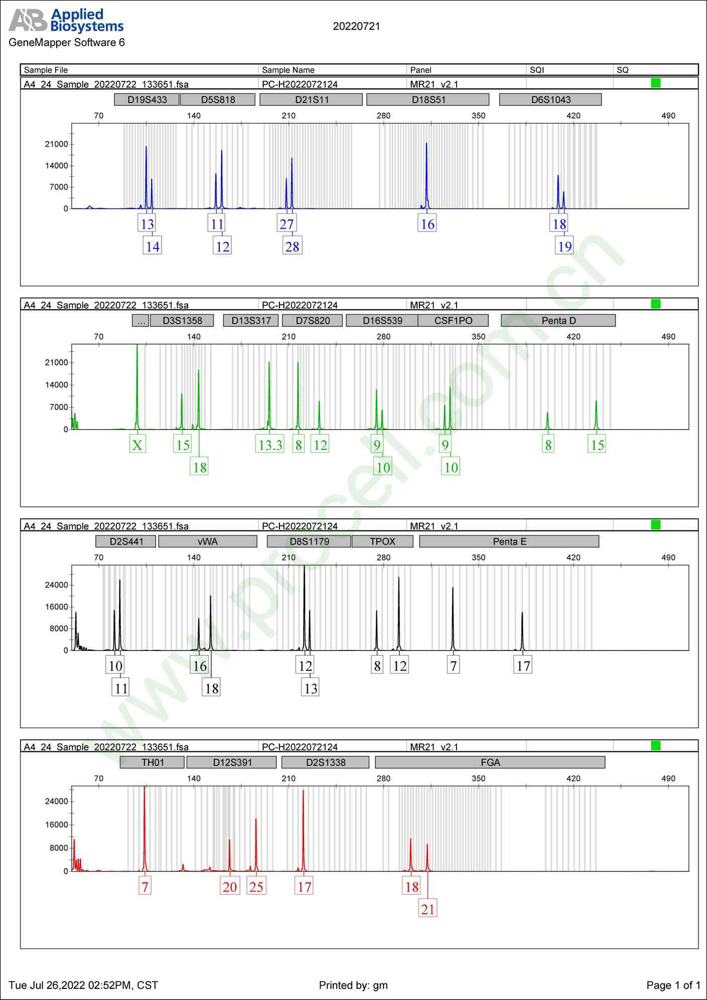 AB Applied
Biosystems
GeneMapper Software 6
20220721
Sample File Sample Name Panel SQI SQ
A4_24_Sample_20220722_133651.fsa PC-H2022072124 MR21_v2.1
D19S433 D5S818 D21S11 D18S51 D6S1043
70 140 210 280 350 420 490
21000
14000
7000
0
13 11 27 16 18
14 12 28 19
A4_24_Sample_20220722_133651.fsa PC-H2022072124 MR21_v2.1
... D3S1358 D13S317 D7S820 D16S539 CSF1PO Penta D
70 140 210 280 350 420 490
21000
14000
7000
0
X 15 13.3 8 12 9 9 8 15
18 10 10
A4_24_Sample_20220722_133651.fsa PC-H2022072124 MR21_v2.1
D2S441 vWA D8S1179 TPOX Penta E
70 140 210 280 350 420 490
24000
16000
8000
0
10 16 12 8 12 7 17
11 18 13
A4_24_Sample_20220722_133651.fsa PC-H2022072124 MR21_v2.1
TH01 D12S391 D2S1338 FGA
70 140 210 280 350 420 490
24000
16000
8000
0
7 20 25 17 18
21
www.procell.com.cn
Tue Jul 26,2022 02:52PM, CST Printed by: gm Page 1 of 1